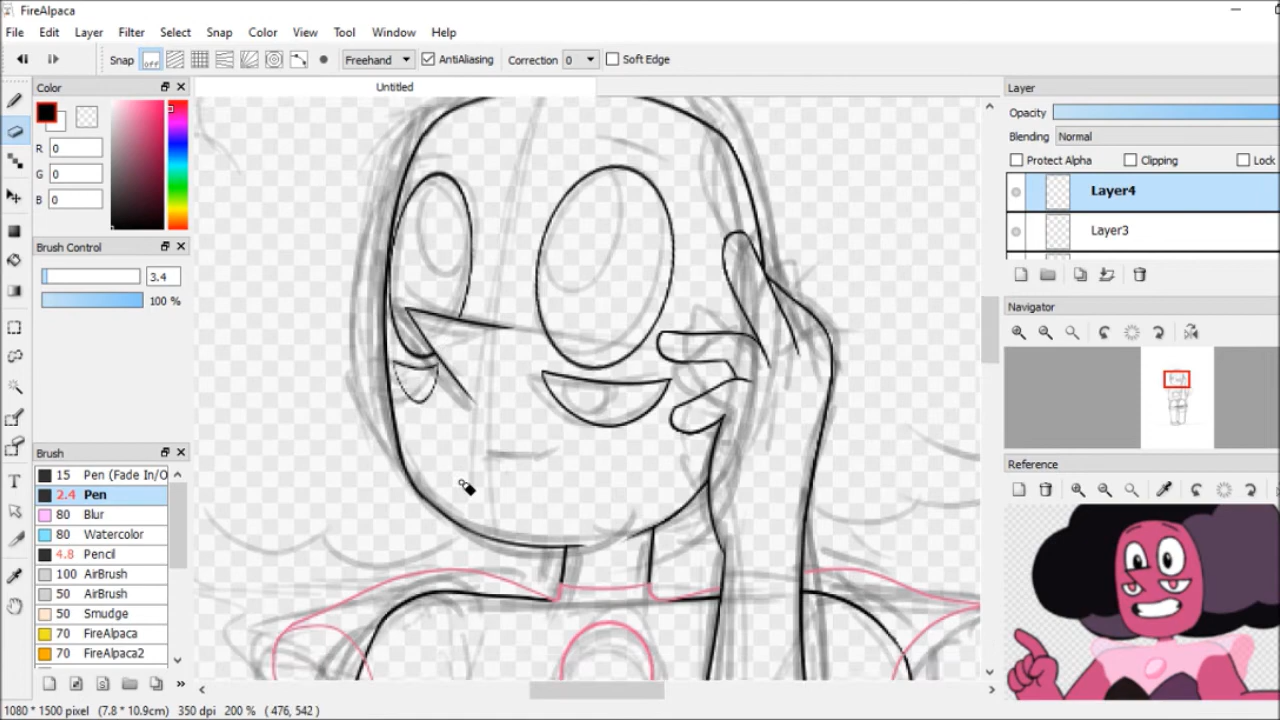 FireAlpaca
File Edit Layer Filter Select Snap Color View Tool Window Help
Snap OFF Freehand AntiAliasing Correction 0 Soft Edge
Untitled
Color
R 0
G 0
B 0
Brush Control
3.4
100 %
Brush
15 Pen (Fade In/O
2.4 Pen
80 Blur
80 Watercolor
4.8 Pencil
100 AirBrush
50 AirBrush
50 Smudge
70 FireAlpaca
70 FireAlpaca2
Layer
Opacity
Blending Normal
Protect Alpha Clipping Lock
Layer4
Layer3
Navigator
Reference
1080 * 1500 pixel (7.8 * 10.9cm) 350 dpi 200 % ( 476, 542 )